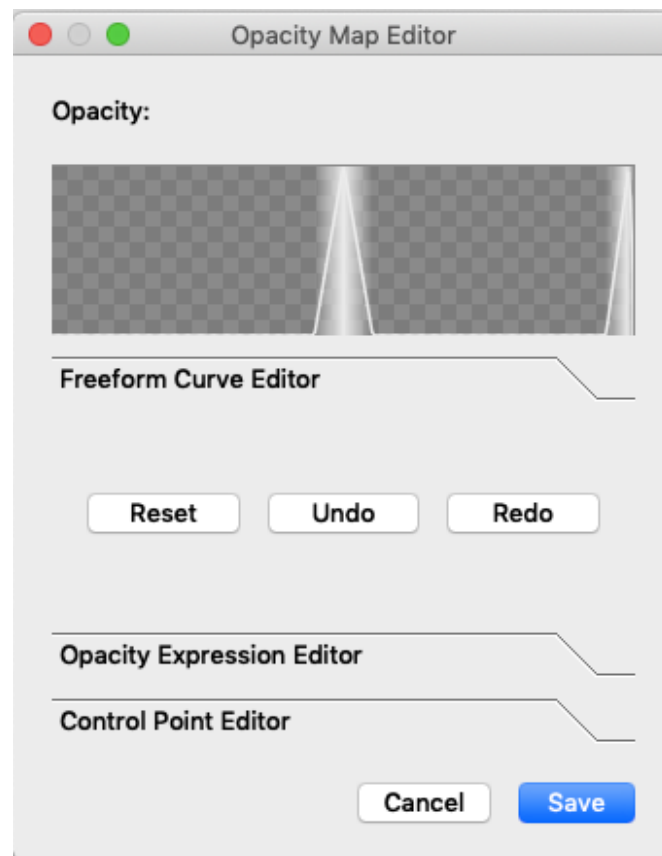 Opacity Map Editor
Opacity:
Freeform Curve Editor
Reset Undo Redo
Opacity Expression Editor
Control Point Editor
Cancel Save